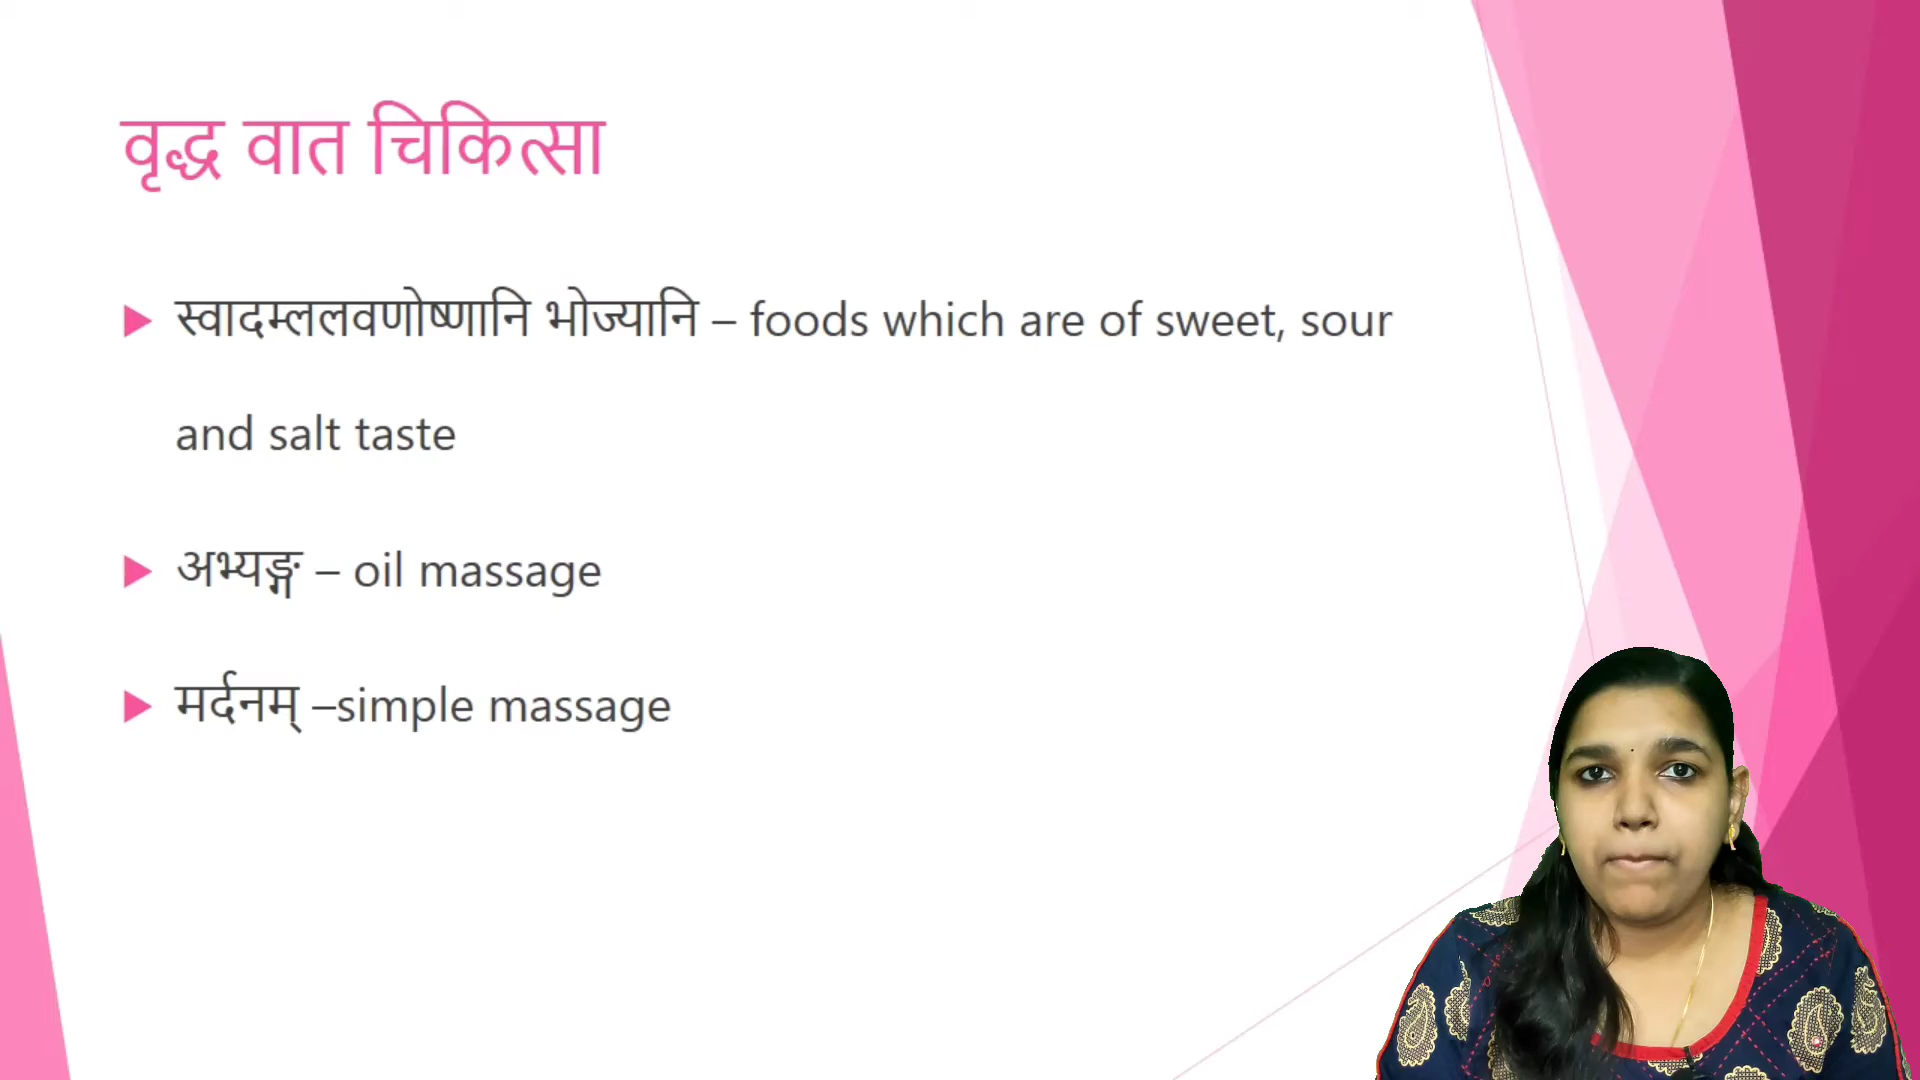 वृद्ध वात चिकित्सा
स्वादम्ललवणोष्णानि भोज्यानि – foods which are of sweet, sour
and salt taste
अभ्यङ्ग – oil massage
मर्दनम् –simple massage